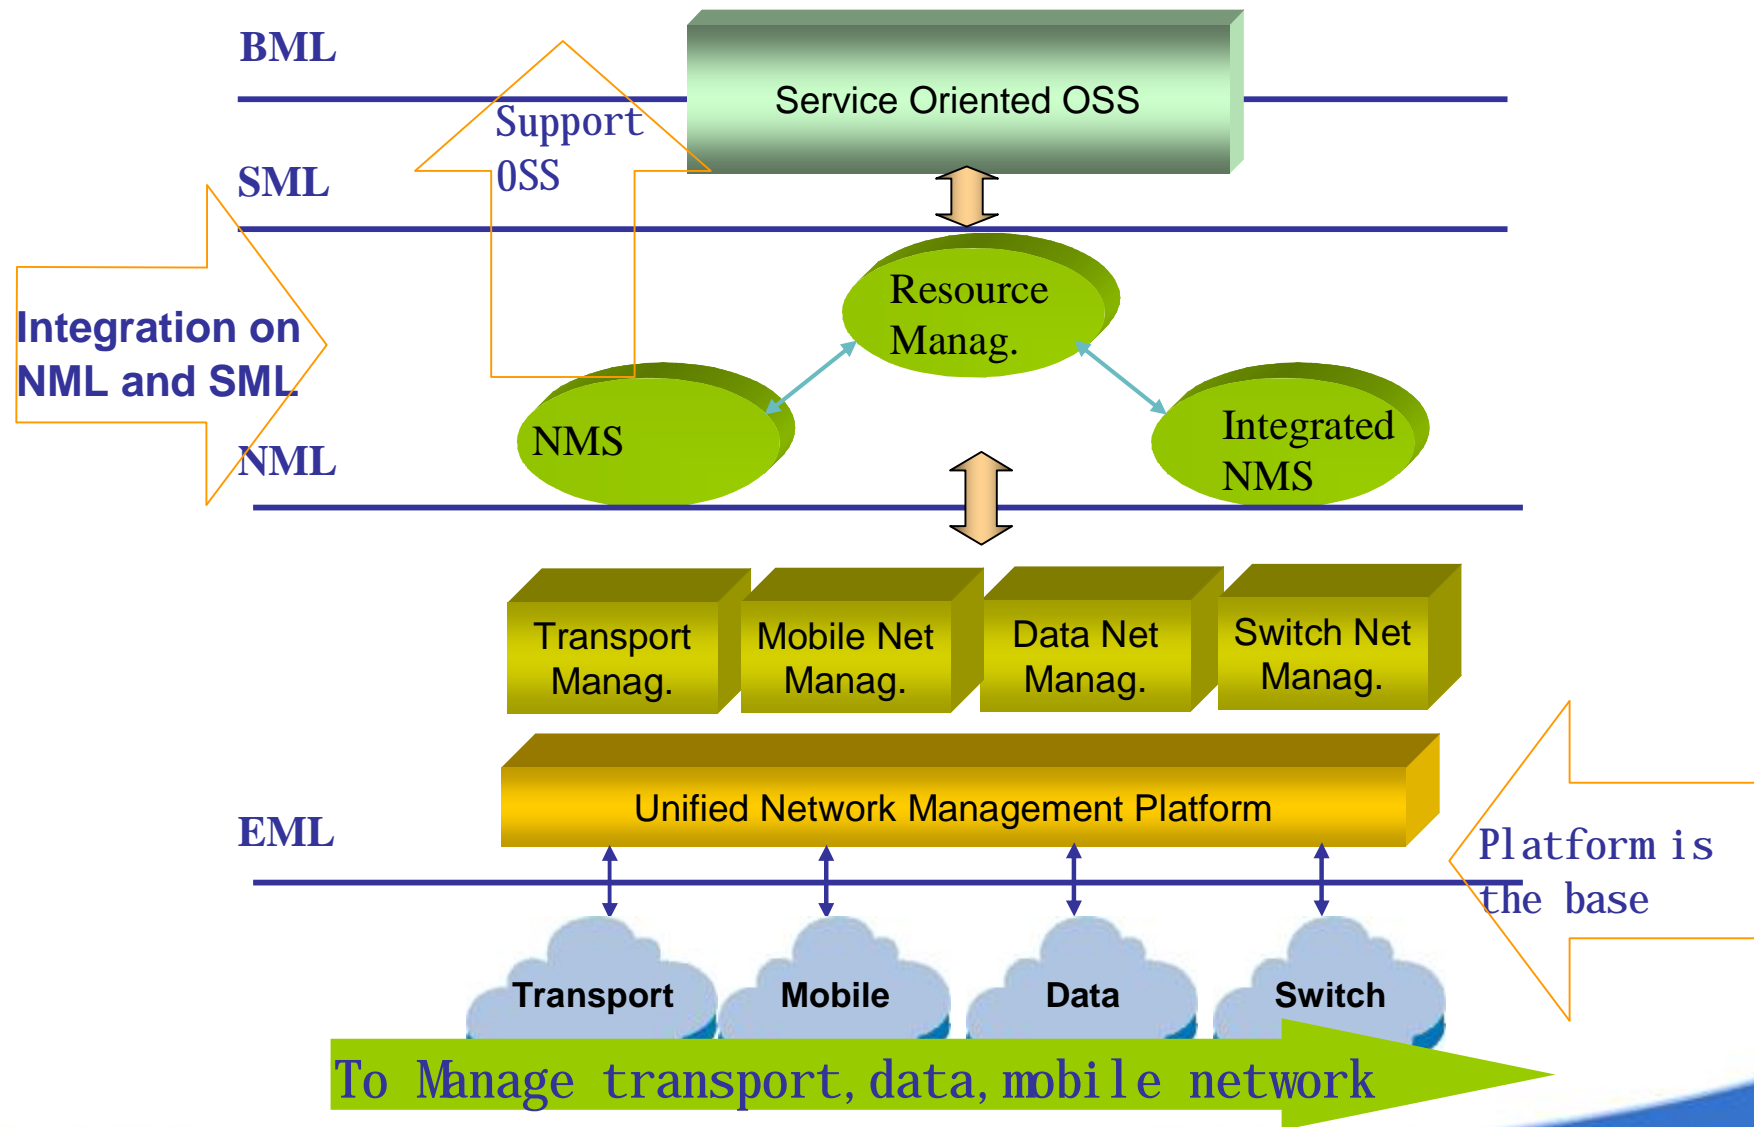 BML
Service Oriented OSS
Support
OSS
SML
Resource
Manag.
Integration on
NML and SML
NML
NMS
Integrated
NMS
Transport
Manag.
Mobile Net
Manag.
Data Net
Manag.
Switch Net
Manag.
Unified Network Management Platform
EML
Platform is
the base
Transport
Mobile
Data
Switch
To Manage transport,data,mobile network